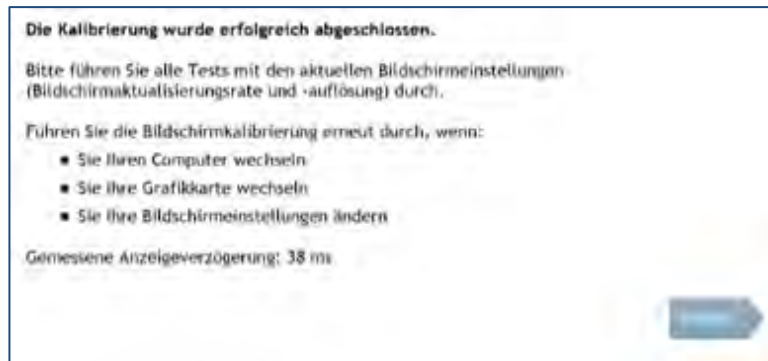 Die Kalibrierung wurde erfolgreich abgeschlossen.
Bitte führen Sie alle Tests mit den aktuellen Bildschirmeinstellungen
(Bildschirmaktualisierungsrate und -auflösung) durch.
Führen Sie die Bildschirmkalibrierung erneut durch, wenn:
• Sie Ihren Computer wechseln
• Sie Ihre Grafikkarte wechseln
• Sie Ihre Bildschirmeinstellungen ändern
Gemessene Anzeigeverzögerung: 38 ms